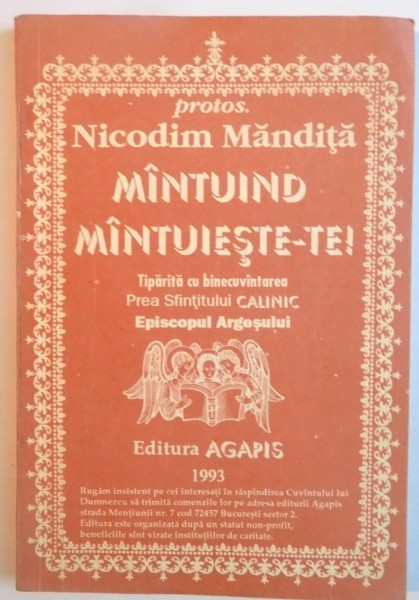 protos.
Nicodim Măndiţă
MÎNTUIND
MÎNTUIEŞTE-TE!
Tipărită cu binecuvîntarea
Prea Sfinţitului CALINIC
Episcopul Argeşului
Editura AGAPIS
1993
Rugăm insistent pe cei interesaţi în răspîndirea Cuvîntului lui
Dumnezeu să trimită comenzile lor pe adresa editurii Agapis
strada Menţiunii nr. 7 cod 72457 Bucureşti sector 2.
Editura este organizată după un statut non-profit,
beneficiile sînt virate instituţiilor de caritate.